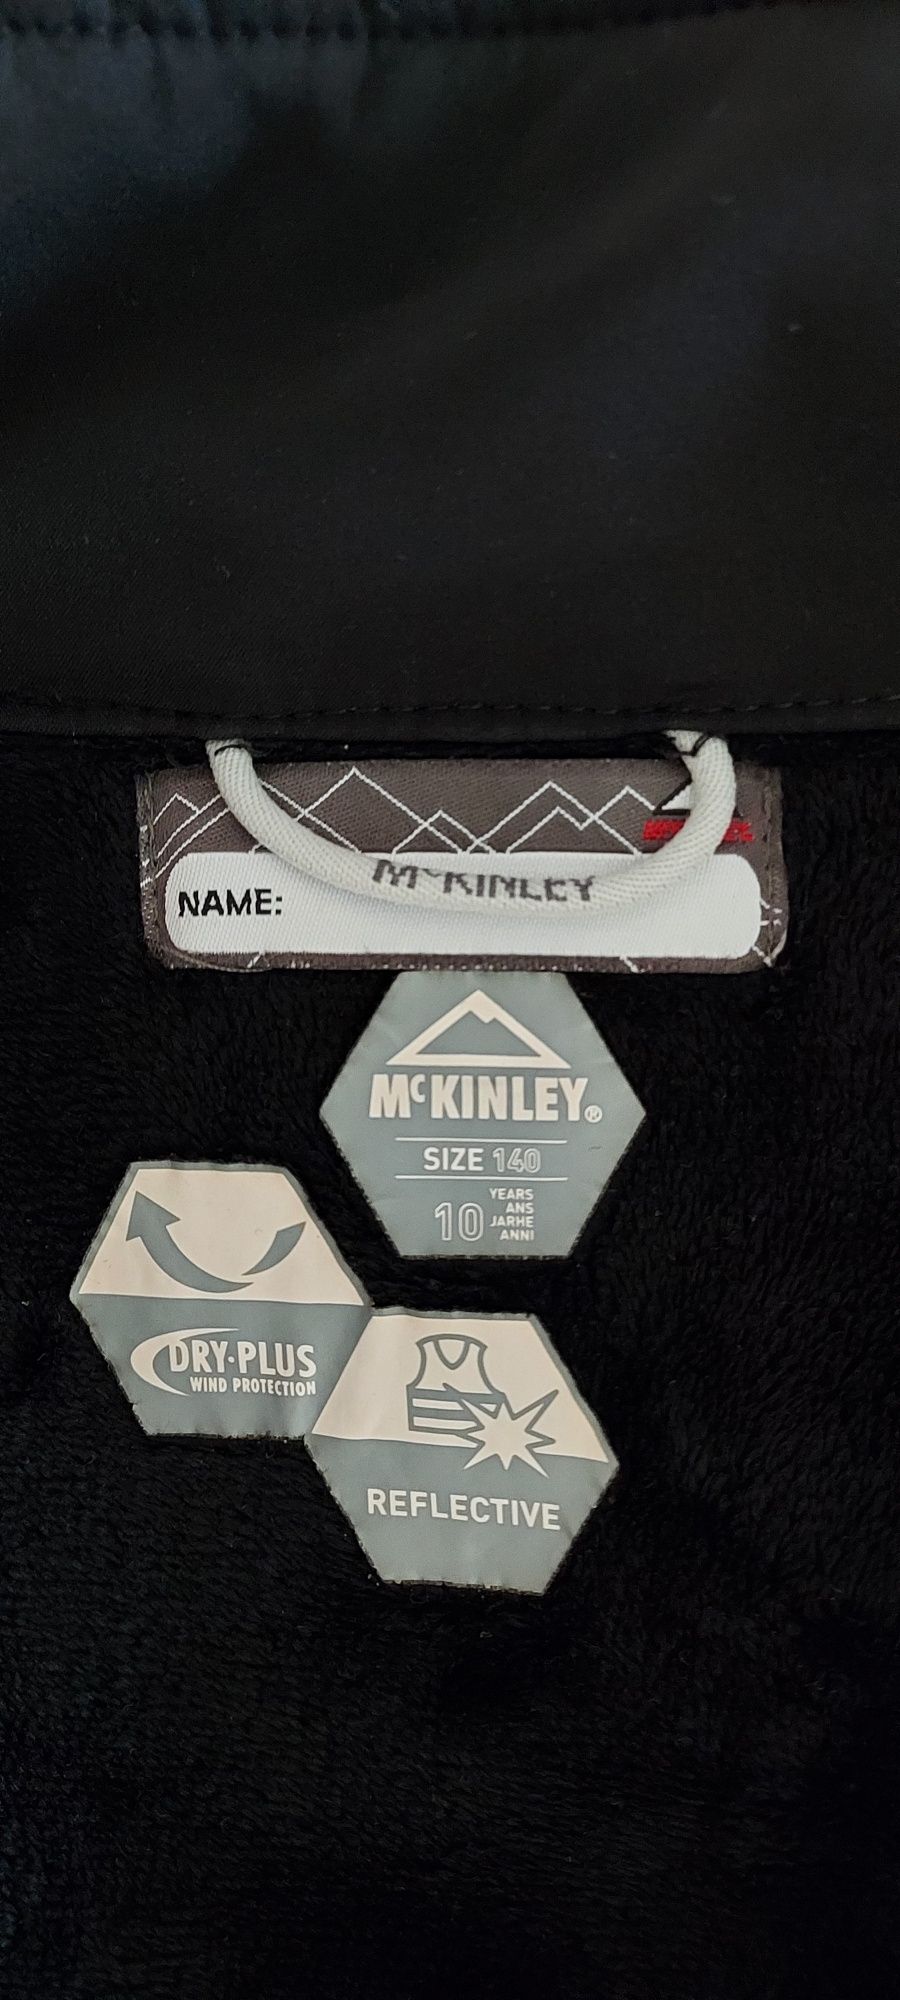 NAME:
McKINLEY
McKINLEY®
SIZE 140
10 YEARS
ANS
JARHE
ANNI
DRY·PLUS
WIND PROTECTION
REFLECTIVE